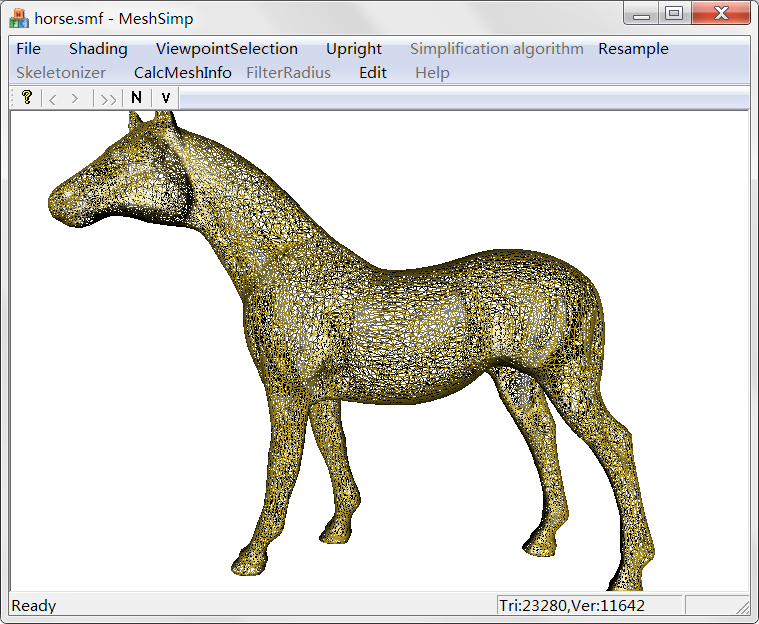 horse.smf - MeshSimp
File Shading ViewpointSelection Upright Simplification algorithm Resample
Skeletonizer CalcMeshInfo FilterRadius Edit Help
? < > >> N V
Ready Tri:23280,Ver:11642